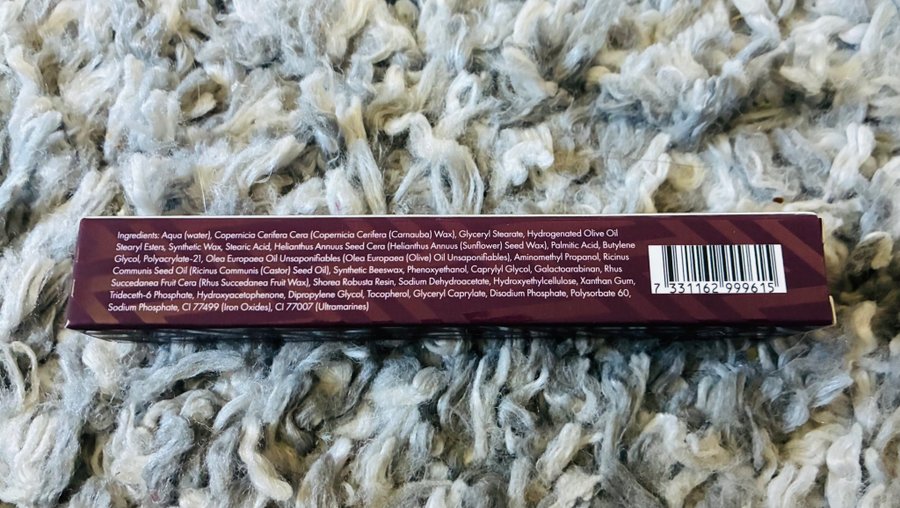 Ingredients: Aqua (water), Copernicia Cerifera Cera (Copernicia Cerifera (Carnauba) Wax), Glyceryl Stearate, Hydrogenated Olive Oil
Stearyl Esters, Synthetic Wax, Stearic Acid, Helianthus Annuus Seed Cera (Helianthus Annuus (Sunflower) Seed Wax), Palmitic Acid, Butylene
Glycol, Polyacrylate-21, Olea Europaea Oil Unsaponifiables (Olea Europaea (Olive) Oil Unsaponifiables), Aminomethyl Propanol, Ricinus
Communis Seed Oil (Ricinus Communis (Castor) Seed Oil), Synthetic Beeswax, Phenoxyethanol, Caprylyl Glycol, Galactoarabinan, Rhus
Succedanea Fruit Cera (Rhus Succedanea Fruit Wax), Shorea Robusta Resin, Sodium Dehydroacetate, Hydroxyethylcellulose, Xanthan Gum,
Trideceth-6 Phosphate, Hydroxyacetophenone, Dipropylene Glycol, Tocopherol, Glyceryl Caprylate, Disodium Phosphate, Polysorbate 60,
Sodium Phosphate, CI 77499 (Iron Oxides), CI 77007 (Ultramarines)
7 331162 999615